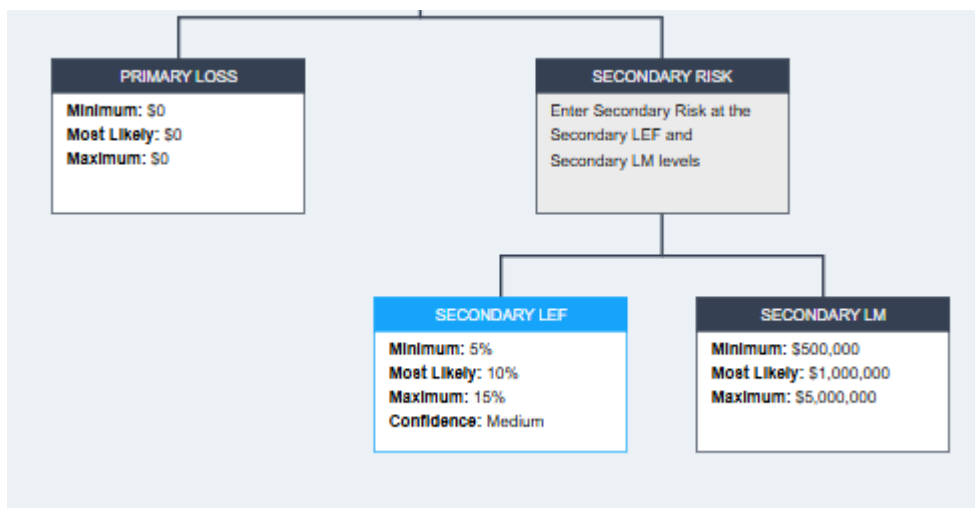 PRIMARY LOSS
Minimum: $0
Most Likely: $0
Maximum: $0
SECONDARY RISK
Enter Secondary Risk at the
Secondary LEF and
Secondary LM levels
SECONDARY LEF
Minimum: 5%
Most Likely: 10%
Maximum: 15%
Confidence: Medium
SECONDARY LM
Minimum: $500,000
Most Likely: $1,000,000
Maximum: $5,000,000